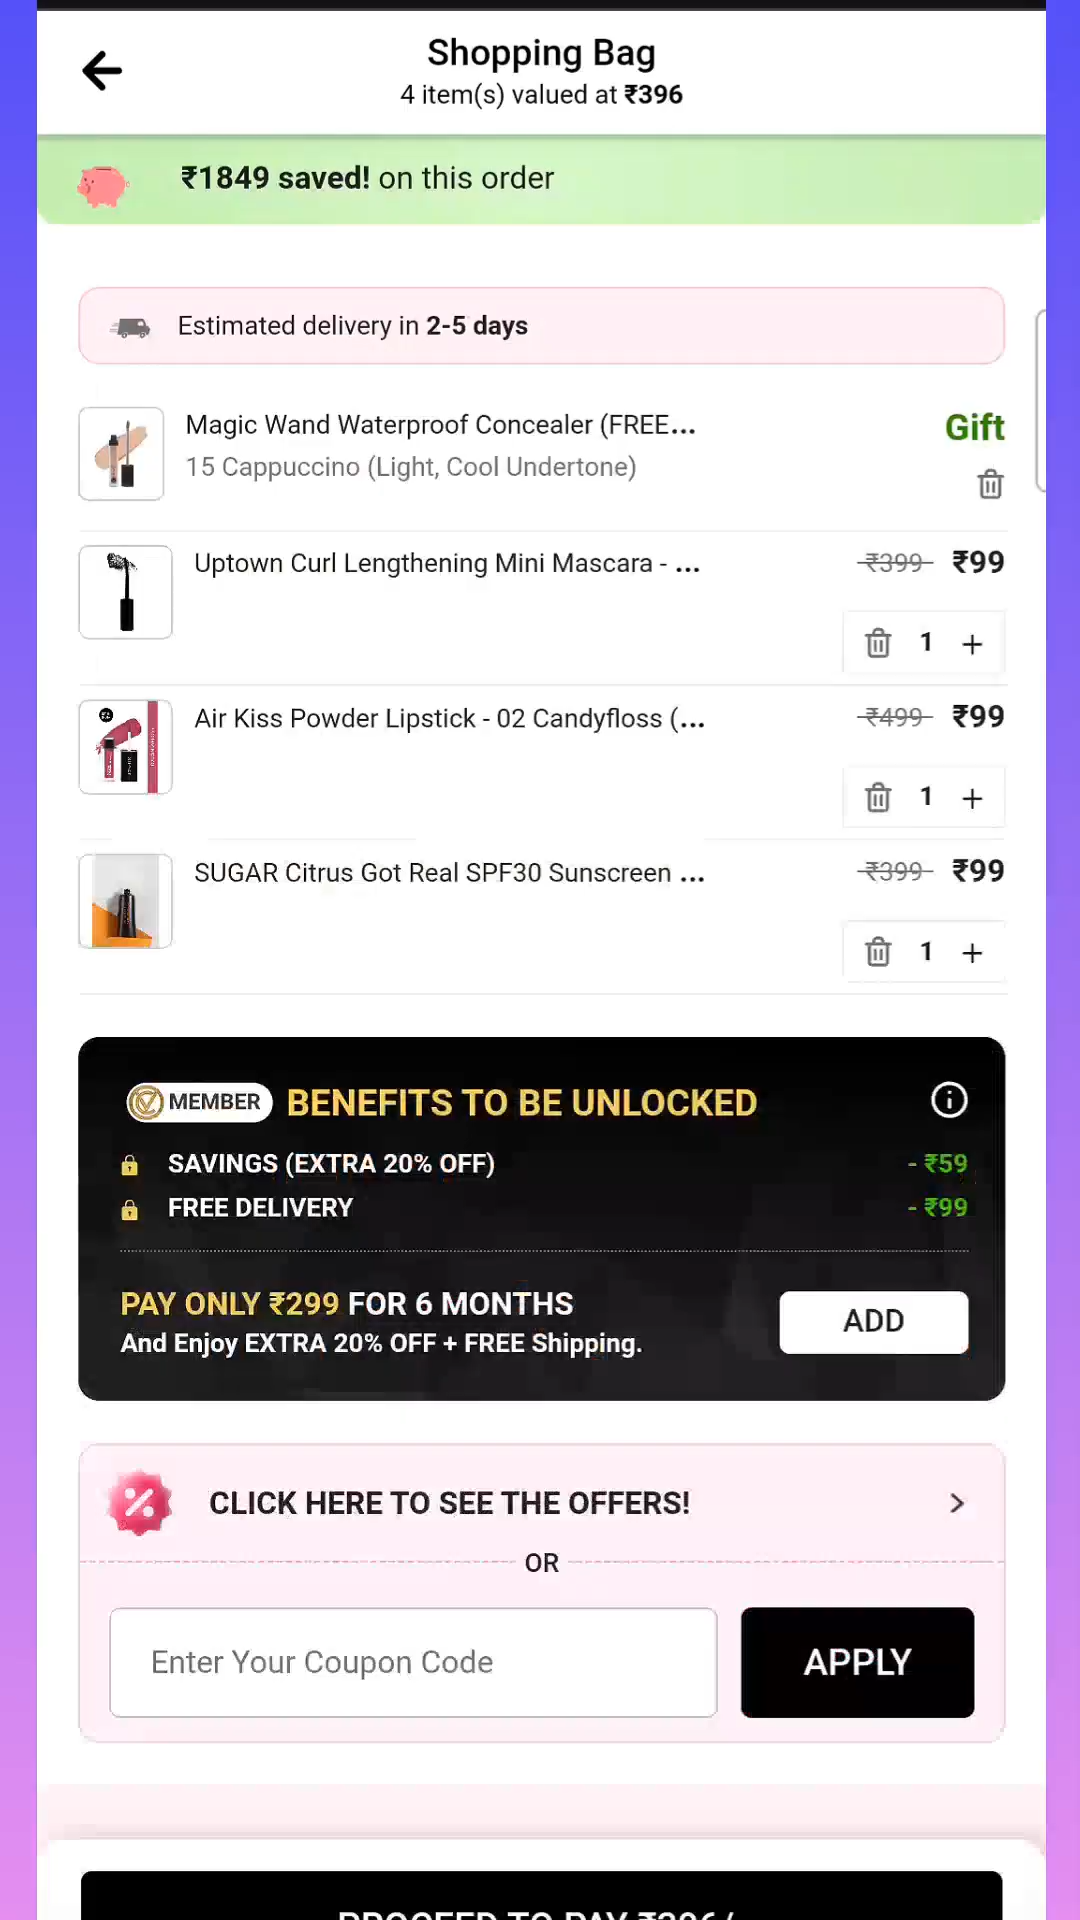 Shopping Bag
4 item(s) valued at ₹396
₹1849 saved! on this order
Estimated delivery in 2-5 days
Magic Wand Waterproof Concealer (FREE...
Gift
15 Cappuccino (Light, Cool Undertone)
Uptown Curl Lengthening Mini Mascara - ...
₹399 ₹99
1 +
Air Kiss Powder Lipstick - 02 Candyfloss (...
₹499 ₹99
1 +
SUGAR Citrus Got Real SPF30 Sunscreen ...
₹399 ₹99
1 +
MEMBER BENEFITS TO BE UNLOCKED
SAVINGS (EXTRA 20% OFF) - ₹59
FREE DELIVERY - ₹99
PAY ONLY ₹299 FOR 6 MONTHS
And Enjoy EXTRA 20% OFF + FREE Shipping.
ADD
CLICK HERE TO SEE THE OFFERS!
OR
Enter Your Coupon Code
APPLY
PROCEED TO PAY ₹396/